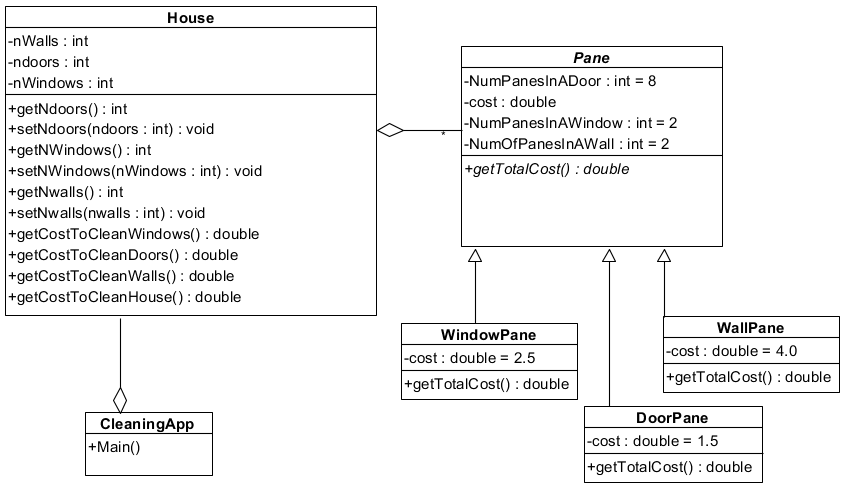 House
-nWalls : int
-ndoors : int
-nWindows : int
+getNdoors() : int
+setNdoors(ndoors : int) : void
+getNWindows() : int
+setNWindows(nWindows : int) : void
+getNwalls() : int
+setNwalls(nwalls : int) : void
+getCostToCleanWindows() : double
+getCostToCleanDoors() : double
+getCostToCleanWalls() : double
+getCostToCleanHouse() : double
*
Pane
-NumPanesInADoor : int = 8
-cost : double
-NumPanesInAWindow : int = 2
-NumOfPanesInAWall : int = 2
+getTotalCost() : double
WindowPane
-cost : double = 2.5
+getTotalCost() : double
WallPane
-cost : double = 4.0
+getTotalCost() : double
DoorPane
-cost : double = 1.5
+getTotalCost() : double
CleaningApp
+Main()